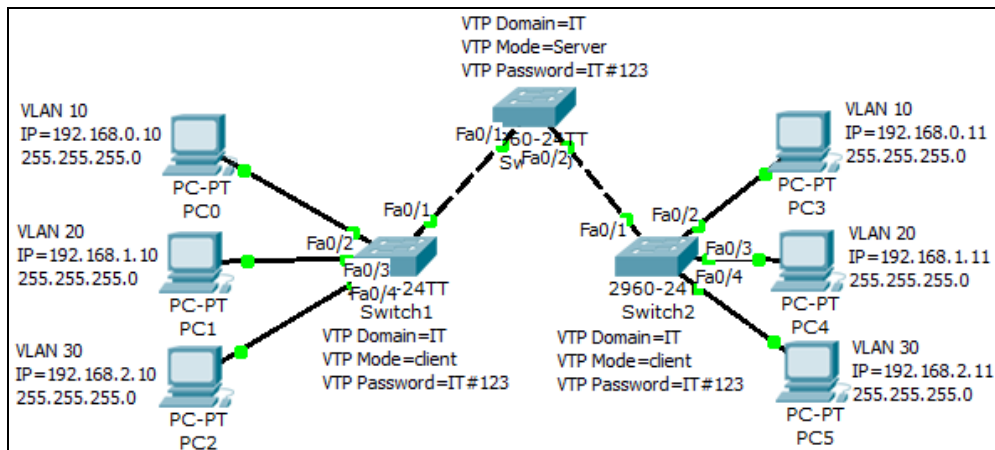 VTP Domain=IT
VTP Mode=Server
VTP Password=IT#123
Fa0/1
Fa0/2
VLAN 10
IP=192.168.0.10
255.255.255.0
PC-PT
PC0
VLAN 20
IP=192.168.1.10
255.255.255.0
PC-PT
PC1
VLAN 30
IP=192.168.2.10
255.255.255.0
PC-PT
PC2
Fa0/1
Fa0/2
Fa0/3
Fa0/4
-24TT
Switch1
VTP Domain=IT
VTP Mode=client
VTP Password=IT#123
Fa0/1
Fa0/2
Fa0/3
Fa0/4
Switch2
VTP Domain=IT
VTP Mode=client
VTP Password=IT#123
VLAN 10
IP=192.168.0.11
255.255.255.0
PC-PT
PC3
VLAN 20
IP=192.168.1.11
255.255.255.0
PC-PT
PC4
VLAN 30
IP=192.168.2.11
255.255.255.0
PC-PT
PC5